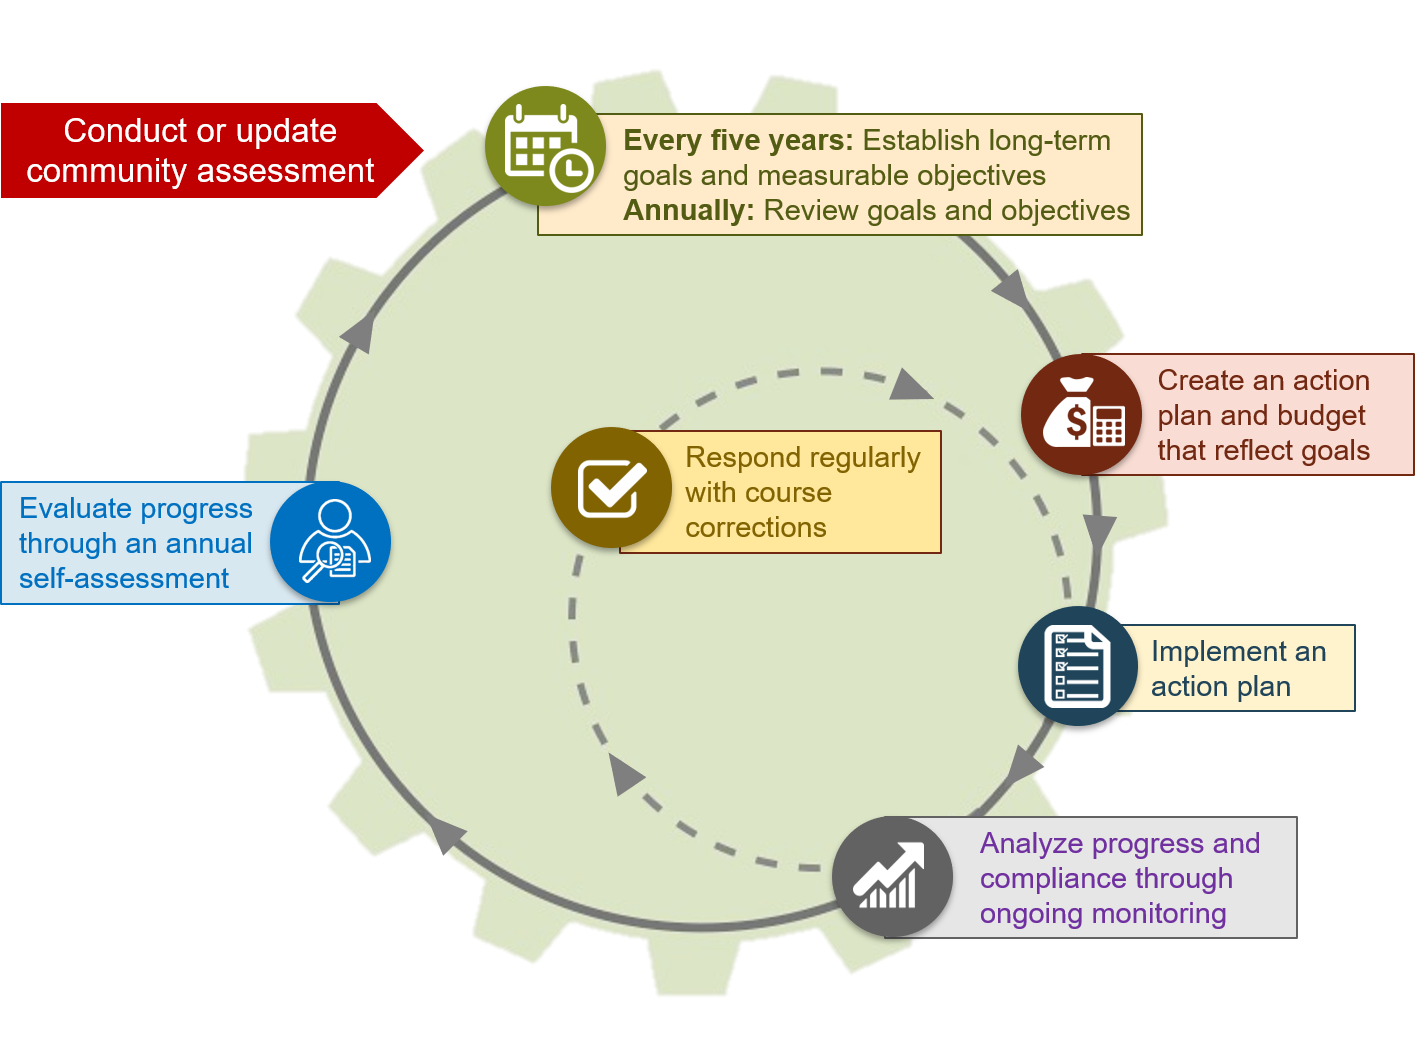 Conduct or update
community assessment
Every five years: Establish long-term
goals and measurable objectives
Annually: Review goals and objectives
Create an action
plan and budget
that reflect goals
Respond regularly
with course
corrections
Evaluate progress
through an annual
self-assessment
Implement an
action plan
Analyze progress and
compliance through
ongoing monitoring
$